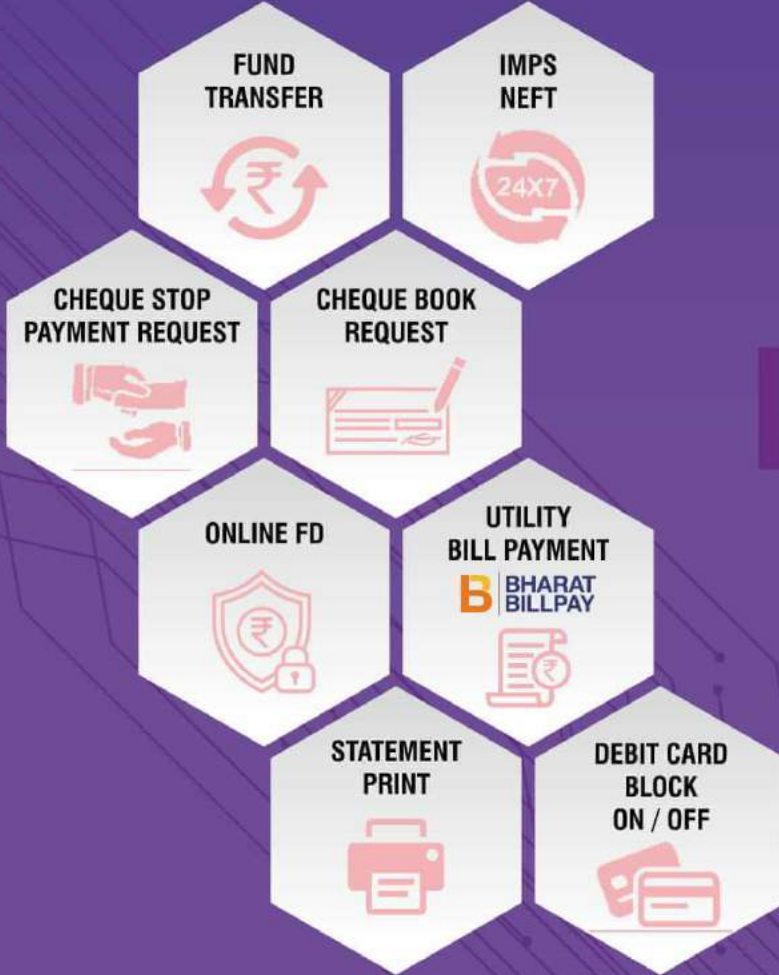 FUND
TRANSFER
₹
IMPS
NEFT
24X7
CHEQUE STOP
PAYMENT REQUEST
CHEQUE BOOK
REQUEST
ONLINE FD
₹
UTILITY
BILL PAYMENT
B BHARAT
BILLPAY
₹
STATEMENT
PRINT
DEBIT CARD
BLOCK
ON / OFF